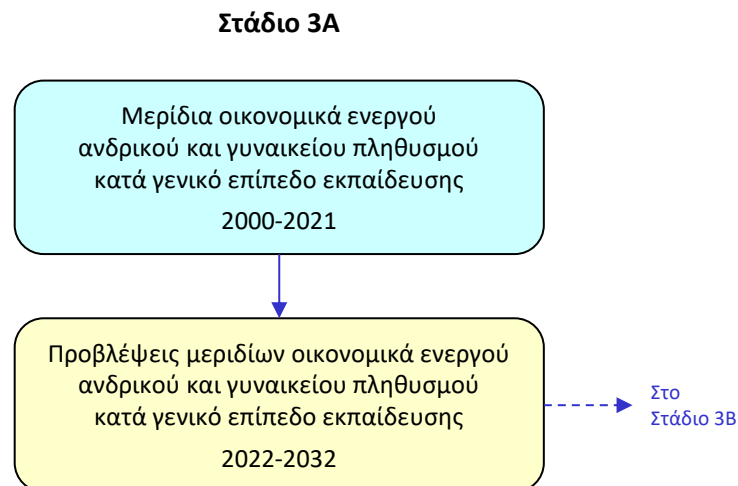 Στάδιο 3Α
Μερίδια οικονομικά ενεργού
ανδρικού και γυναικείου πληθυσμού
κατά γενικό επίπεδο εκπαίδευσης
2000-2021
Προβλέψεις μεριδίων οικονομικά ενεργού
ανδρικού και γυναικείου πληθυσμού
κατά γενικό επίπεδο εκπαίδευσης
2022-2032
Στο
Στάδιο 3Β